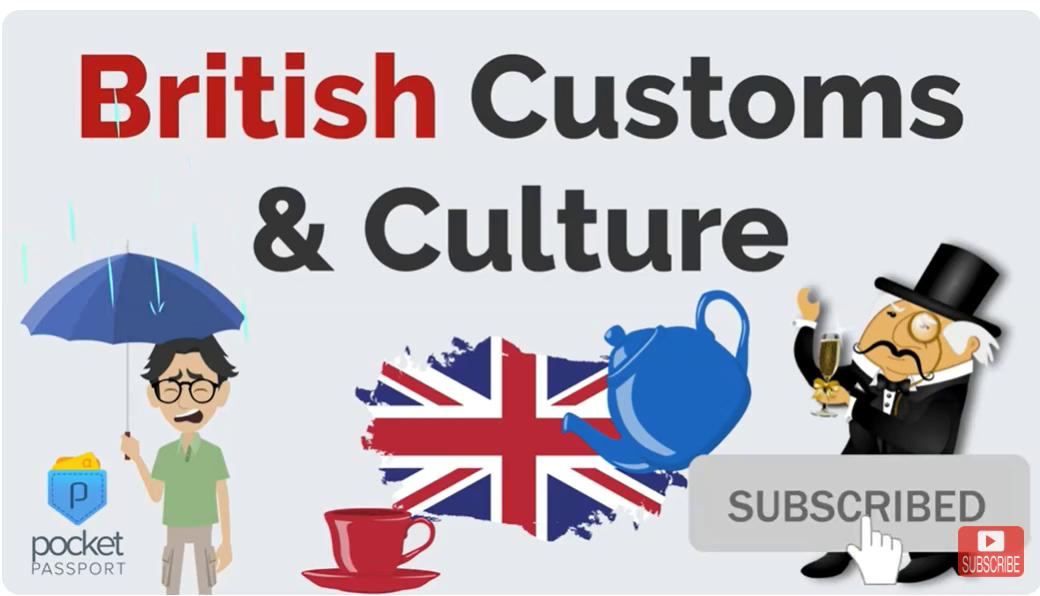 British Customs
& Culture
pocket
PASSPORT
SUBSCRIBED
SUBSCRIBE